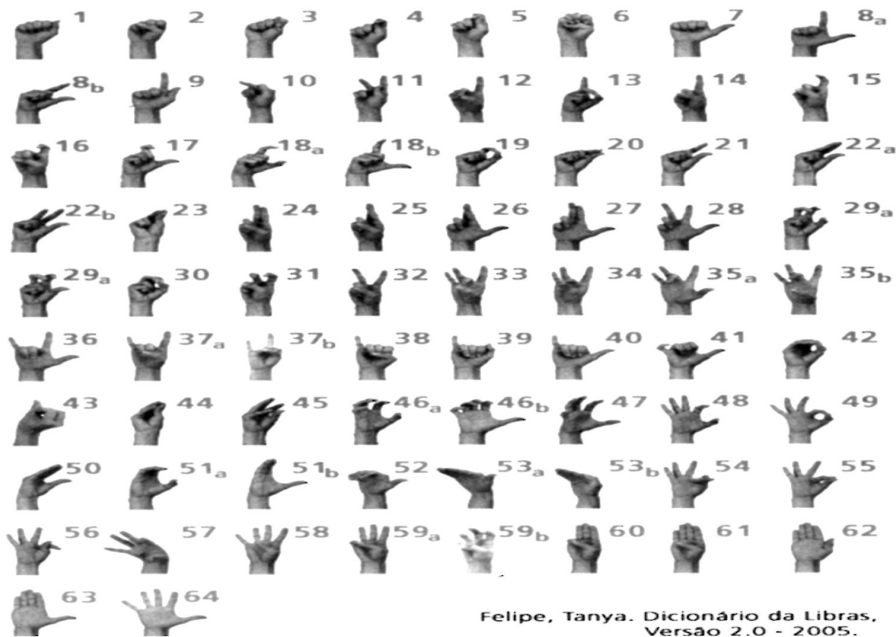 1 2 3 4 5 6 7 8a
8b 9 10 11 12 13 14 15
16 17 18a 18b 19 20 21 22a
22b 23 24 25 26 27 28 29a
29a 30 31 32 33 34 35a 35b
36 37a 37b 38 39 40 41 42
43 44 45 46a 46b 47 48 49
50 51a 51b 52 53a 53b 54 55
56 57 58 59a 59b 60 61 62
63 64
Felipe, Tanya. Dicionário da Libras,
Versão 2.0 - 2005.